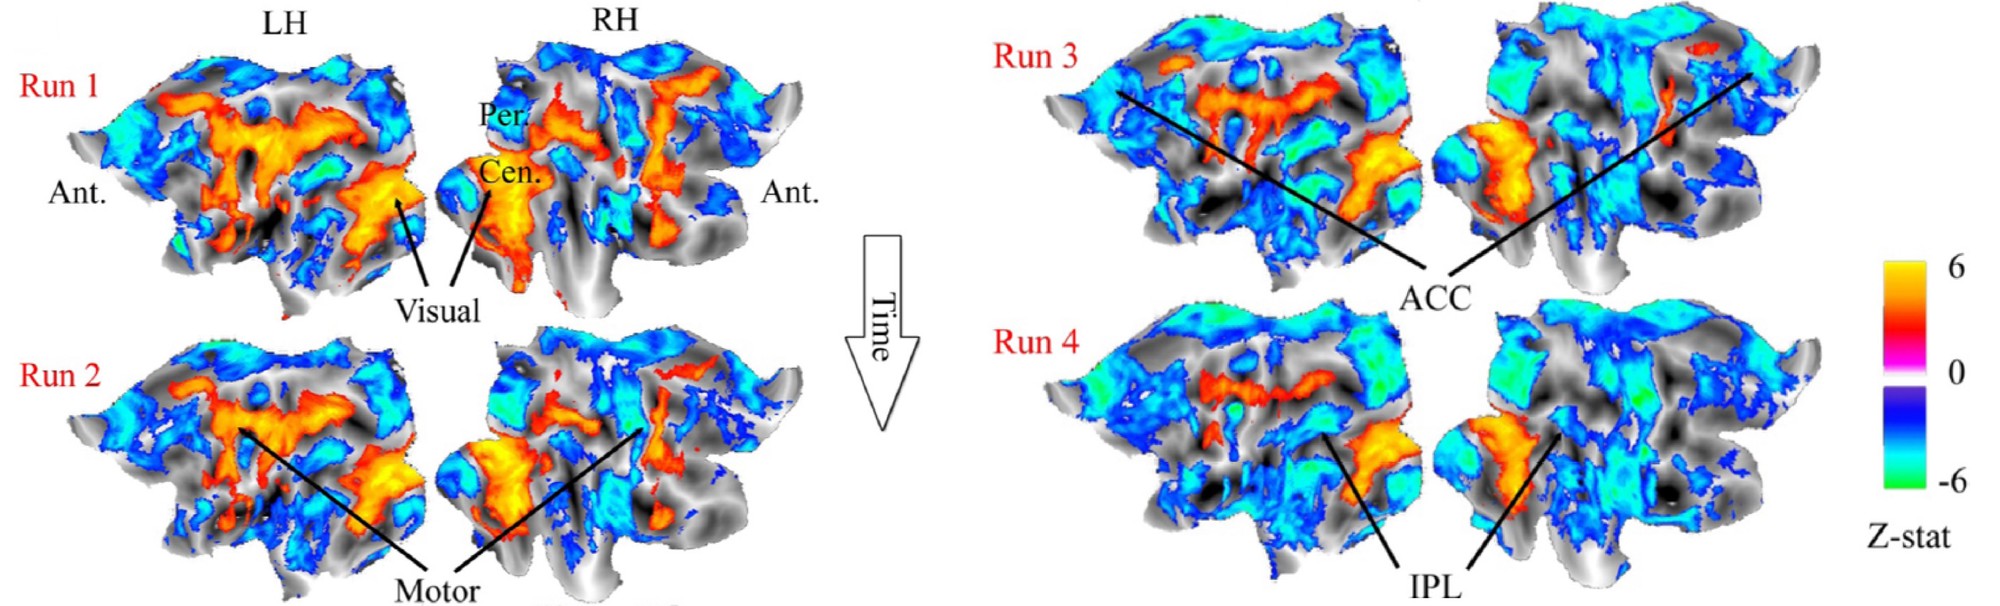 LH
RH
Run 1
Per.
Cen.
Ant.
Ant.
Visual
Run 2
Motor
Time
Run 3
ACC
Run 4
IPL
6
0
-6
Z-stat